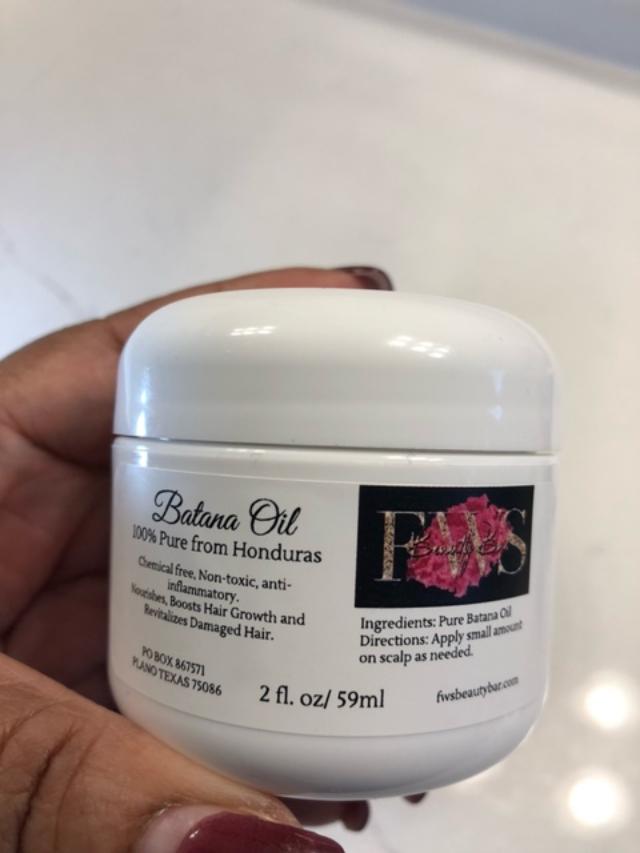 Batana Oil
100% Pure from Honduras
Chemical free, Non-toxic, anti-
inflammatory.
Nourishes, Boosts Hair Growth and
Revitalizes Damaged Hair.
PO BOX 867571
PLANO TEXAS 75086
2 fl. oz/ 59ml
FWS
Beauty Bar
Ingredients: Pure Batana Oil
Directions: Apply small amount
on scalp as needed.
fwsbeautybar.com